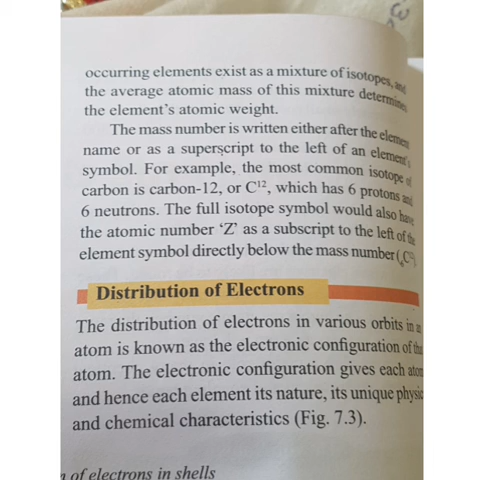 occurring elements exist as a mixture of isotopes, and
the average atomic mass of this mixture determines
the element's atomic weight.
The mass number is written either after the element
name or as a superscript to the left of an element's
symbol. For example, the most common isotope of
carbon is carbon-12, or C¹², which has 6 protons and
6 neutrons. The full isotope symbol would also have
the atomic number 'Z' as a subscript to the left of the
element symbol directly below the mass number (₆C¹²).
Distribution of Electrons
The distribution of electrons in various orbits in an
atom is known as the electronic configuration of that
atom. The electronic configuration gives each atom
and hence each element its nature, its unique
and chemical characteristics (Fig. 7.3).
of electrons in shells